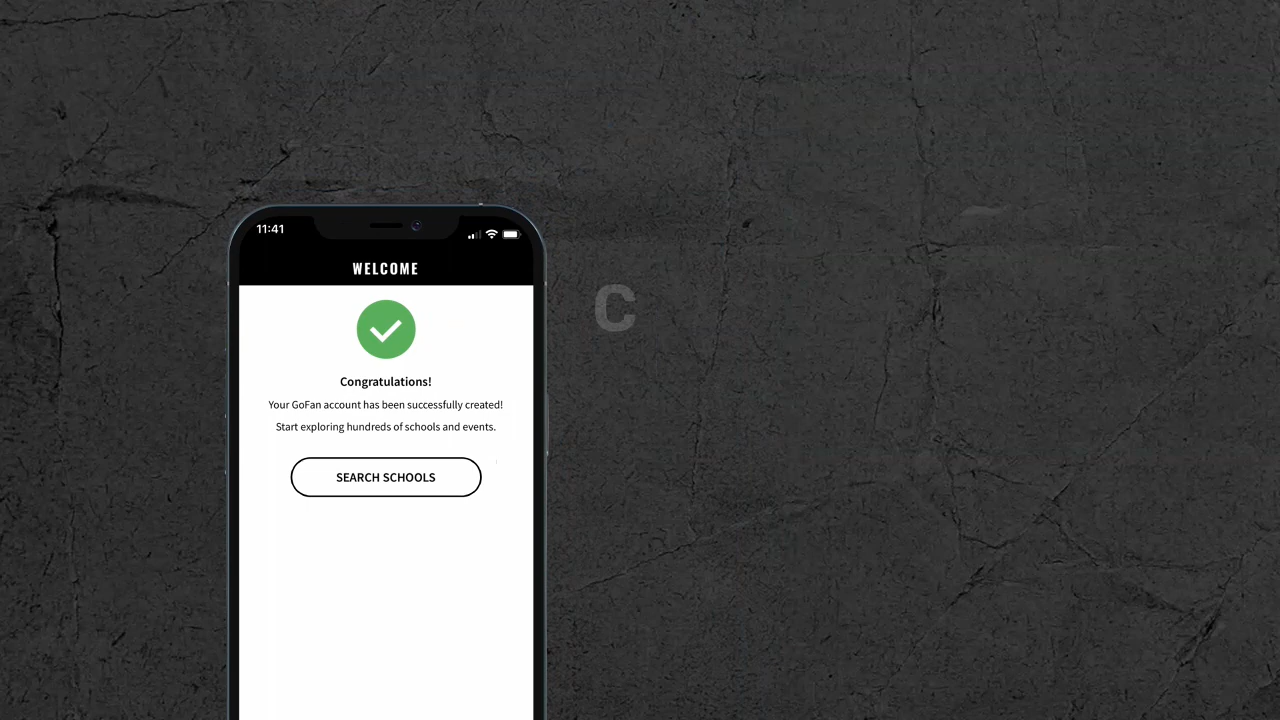 11:41
WELCOME
C
Congratulations!
Your GoFan account has been successfully created!
Start exploring hundreds of schools and events.
SEARCH SCHOOLS